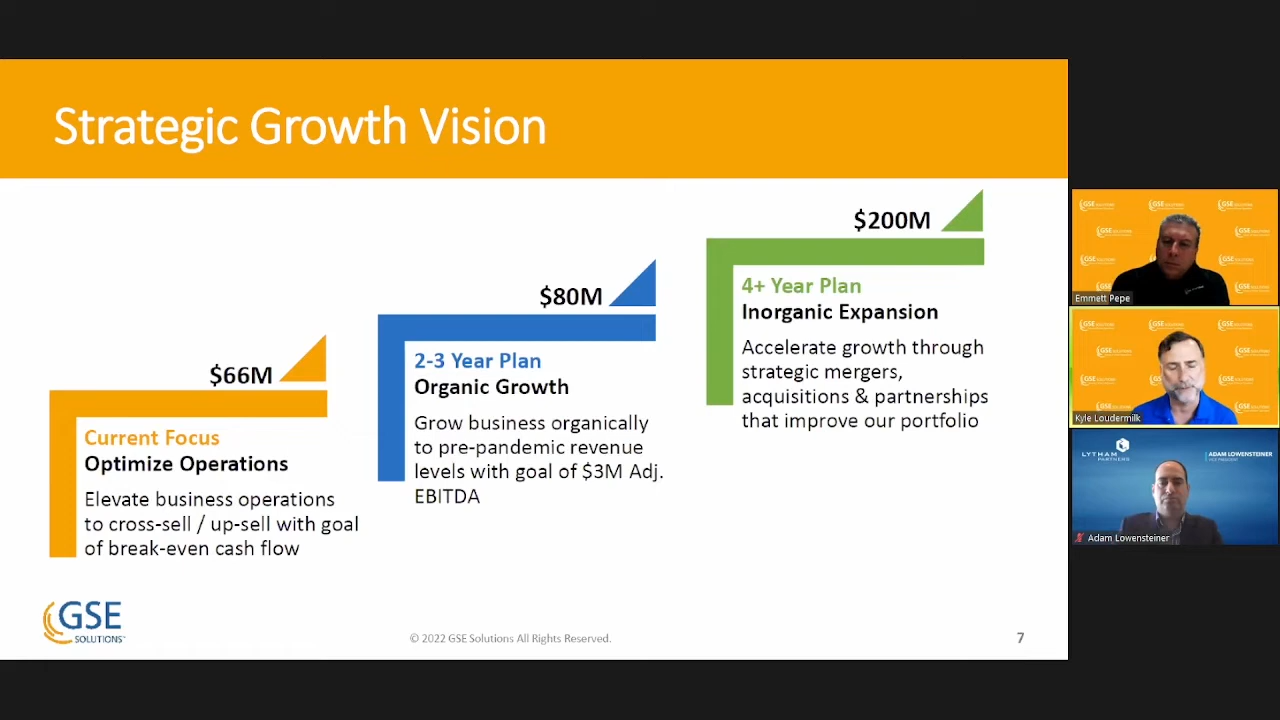 Strategic Growth Vision
$66M
Current Focus
Optimize Operations
Elevate business operations
to cross-sell / up-sell with goal
of break-even cash flow
$80M
2-3 Year Plan
Organic Growth
Grow business organically
to pre-pandemic revenue
levels with goal of $3M Adj.
EBITDA
$200M
4+ Year Plan
Inorganic Expansion
Accelerate growth through
strategic mergers,
acquisitions & partnerships
that improve our portfolio
GSE
SOLUTIONS
© 2022 GSE Solutions All Rights Reserved.
7
Emmett Pepe
Kyle Loudermilk
LYTHAM
PARTNERS
ADAM LOWENSTEINER
VICE PRESIDENT
Adam Lowensteiner